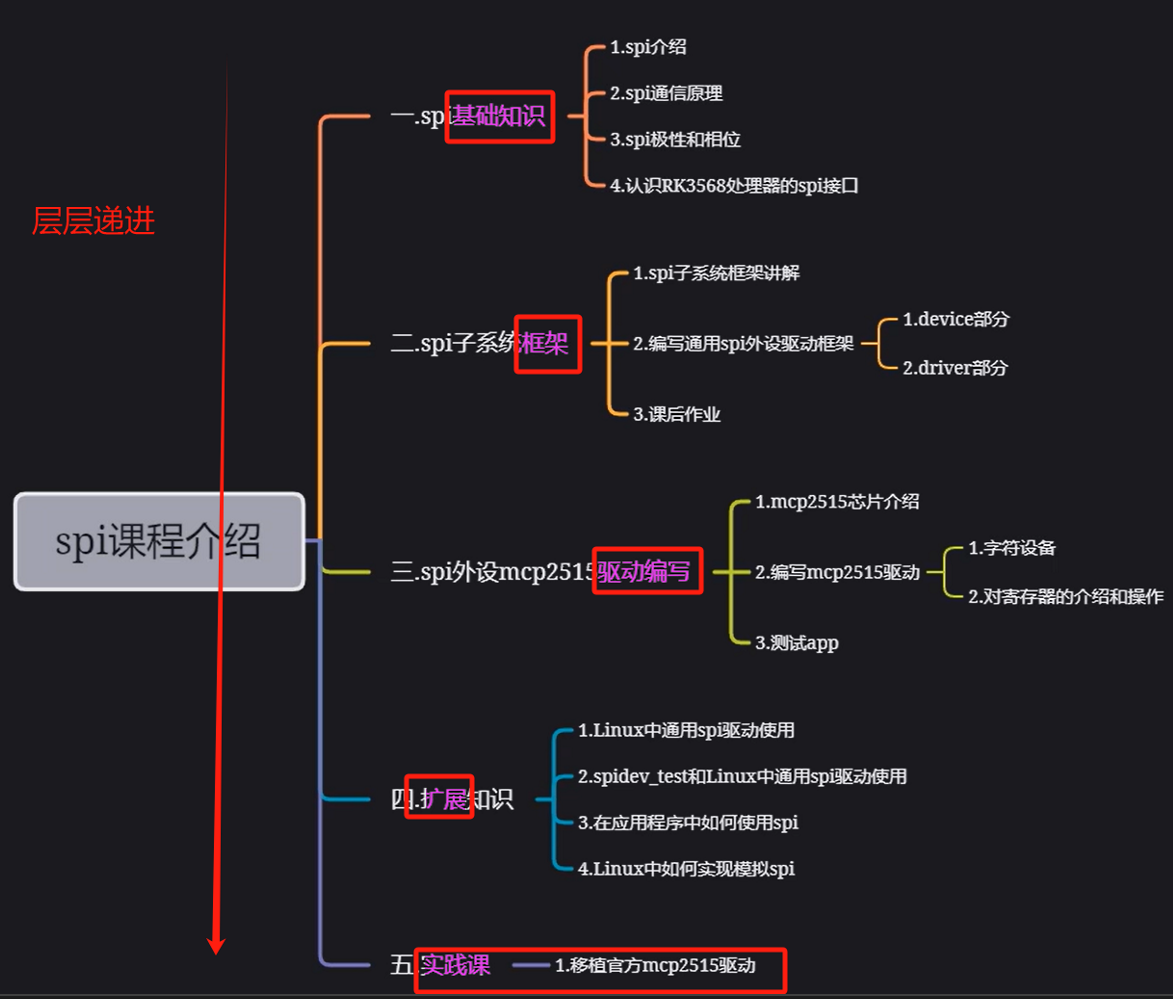 层层递进
spi课程介绍
一.spi基础知识
1.spi介绍
2.spi通信原理
3.spi极性和相位
4.认识RK3568处理器的spi接口
二.spi子系统框架
1.spi子系统框架讲解
2.编写通用spi外设驱动框架
1.device部分
2.driver部分
3.课后作业
三.spi外设mcp2515驱动编写
1.mcp2515芯片介绍
2.编写mcp2515驱动
1.字符设备
2.对寄存器的介绍和操作
3.测试app
四.扩展知识
1.Linux中通用spi驱动使用
2.spidev_test和Linux中通用spi驱动使用
3.在应用程序中如何使用spi
4.Linux中如何实现模拟spi
五.实践课
1.移植官方mcp2515驱动